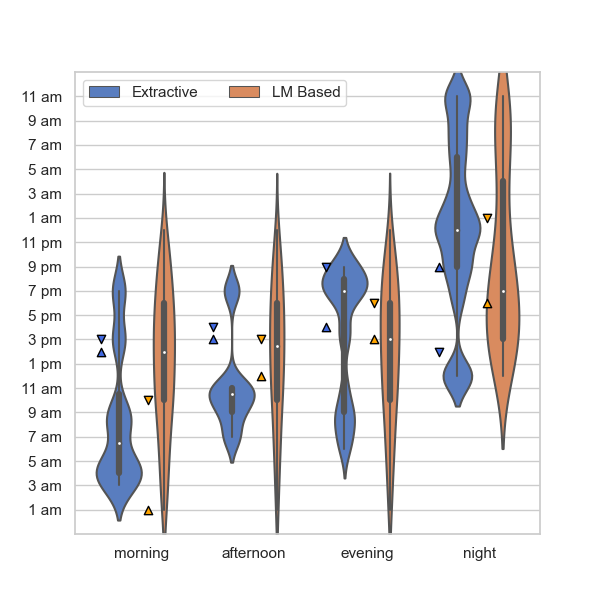 Extractive LM Based
11 am
9 am
7 am
5 am
3 am
1 am
11 pm
9 pm
7 pm
5 pm
3 pm
1 pm
11 am
9 am
7 am
5 am
3 am
1 am
morning afternoon evening night